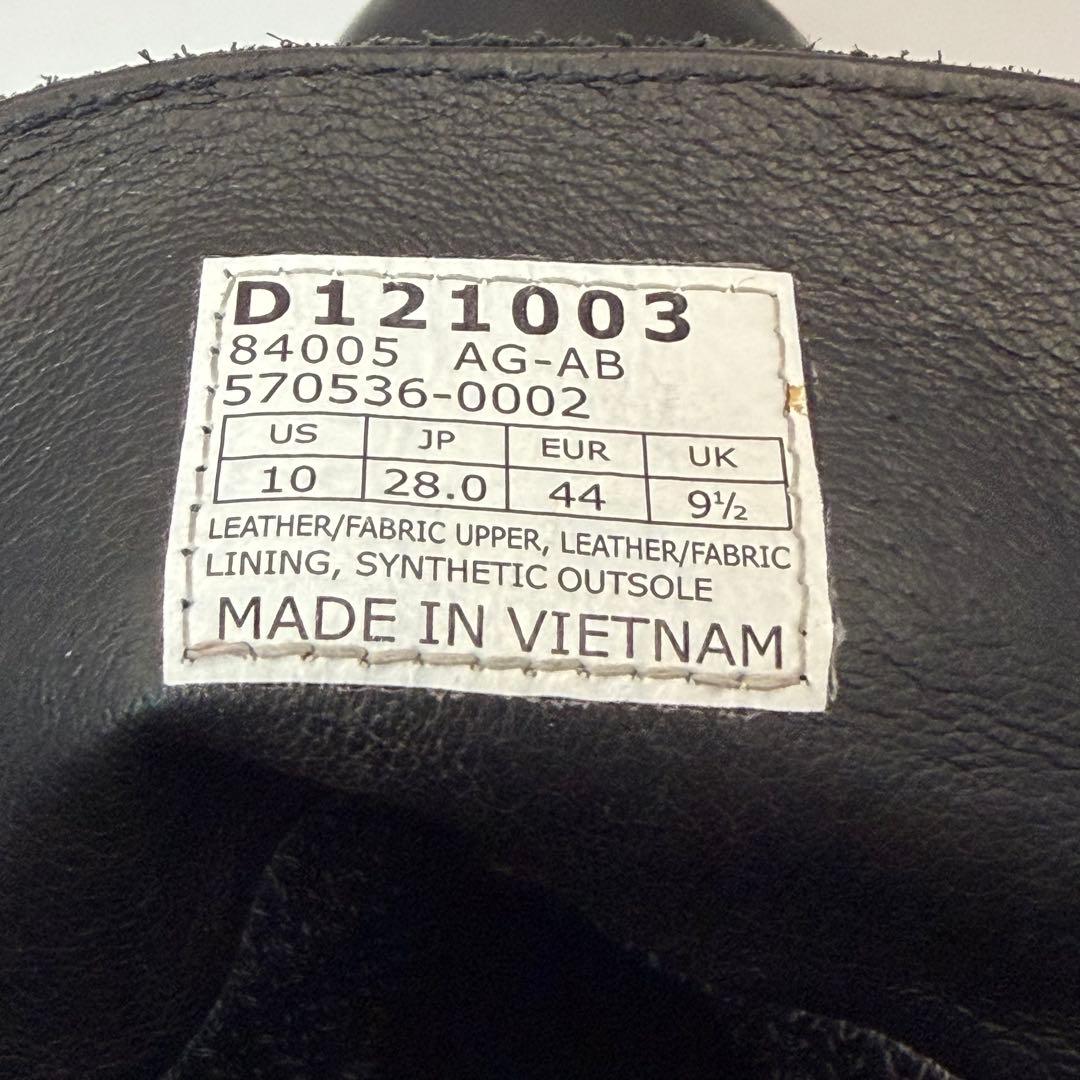 D121003
84005 AG-AB
570536-0002
US JP EUR UK
10 28.0 44 9½
LEATHER/FABRIC UPPER, LEATHER/FABRIC
LINING, SYNTHETIC OUTSOLE
MADE IN VIETNAM